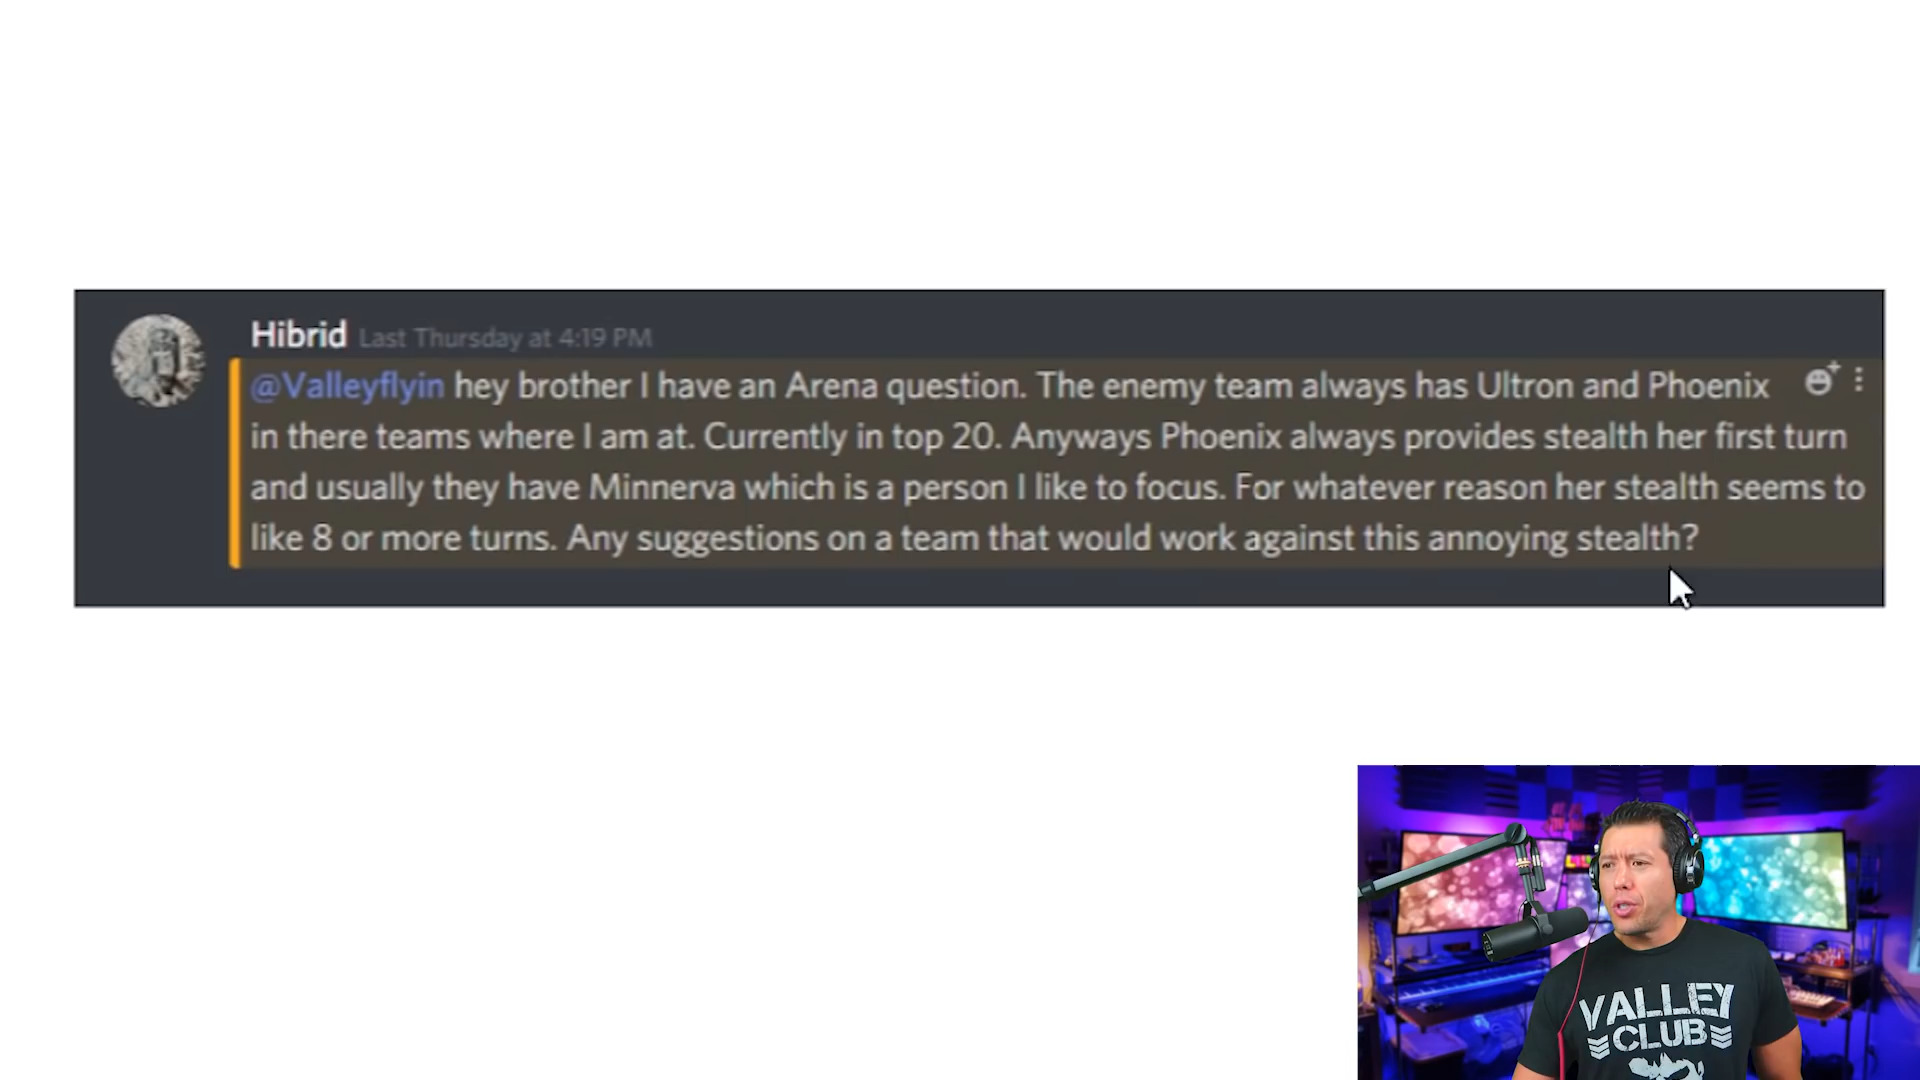 Hibrid Last Thursday at 4:19 PM
@Valleyflyin hey brother I have an Arena question. The enemy team always has Ultron and Phoenix
in there teams where I am at. Currently in top 20. Anyways Phoenix always provides stealth her first turn
and usually they have Minnerva which is a person I like to focus. For whatever reason her stealth seems to
like 8 or more turns. Any suggestions on a team that would work against this annoying stealth?
VALLEY
CLUB